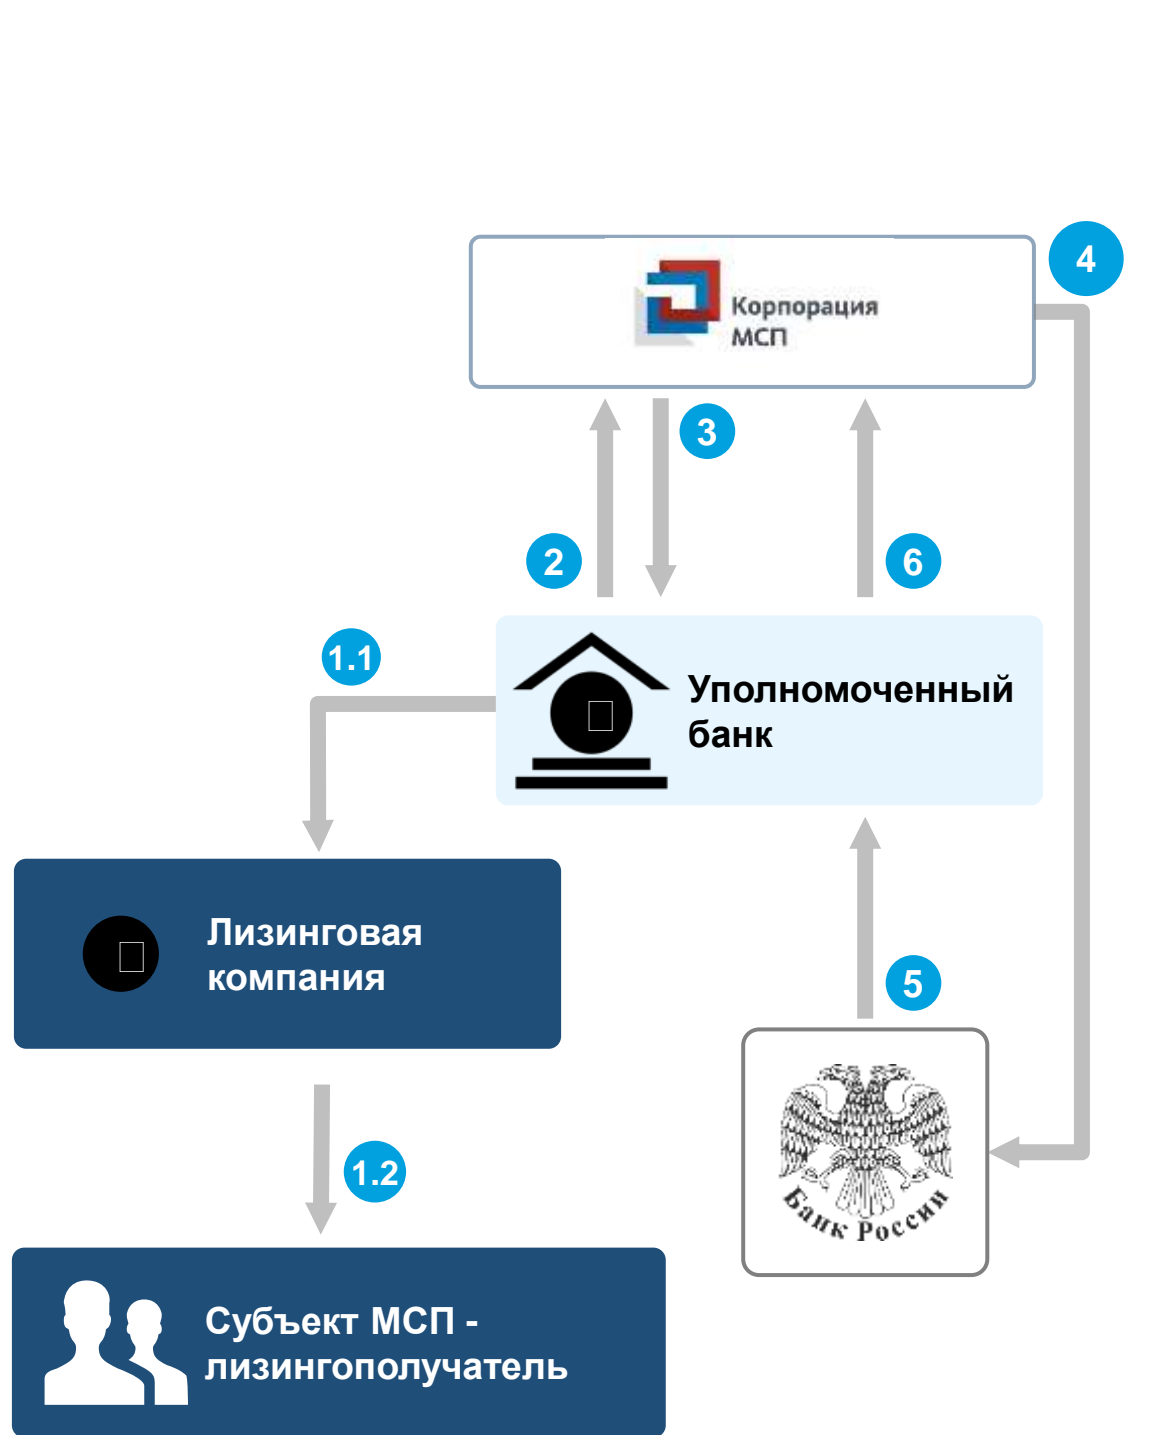 4
Корпорация
МСП
3
2
6
1.1
Уполномоченный
банк
Лизинговая
компания
5
1.2
Банк России
Субъект МСП -
лизингополучатель